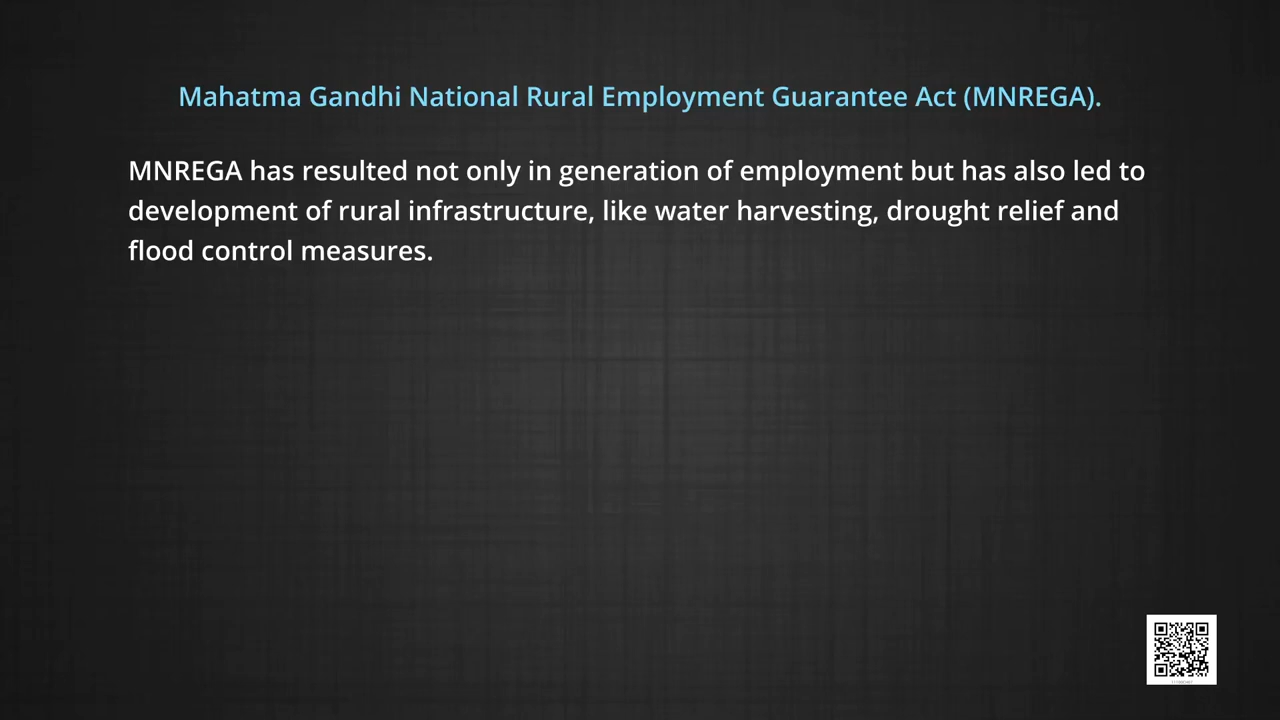 Mahatma Gandhi National Rural Employment Guarantee Act (MNREGA).
MNREGA has resulted not only in generation of employment but has also led to
development of rural infrastructure, like water harvesting, drought relief and
flood control measures.